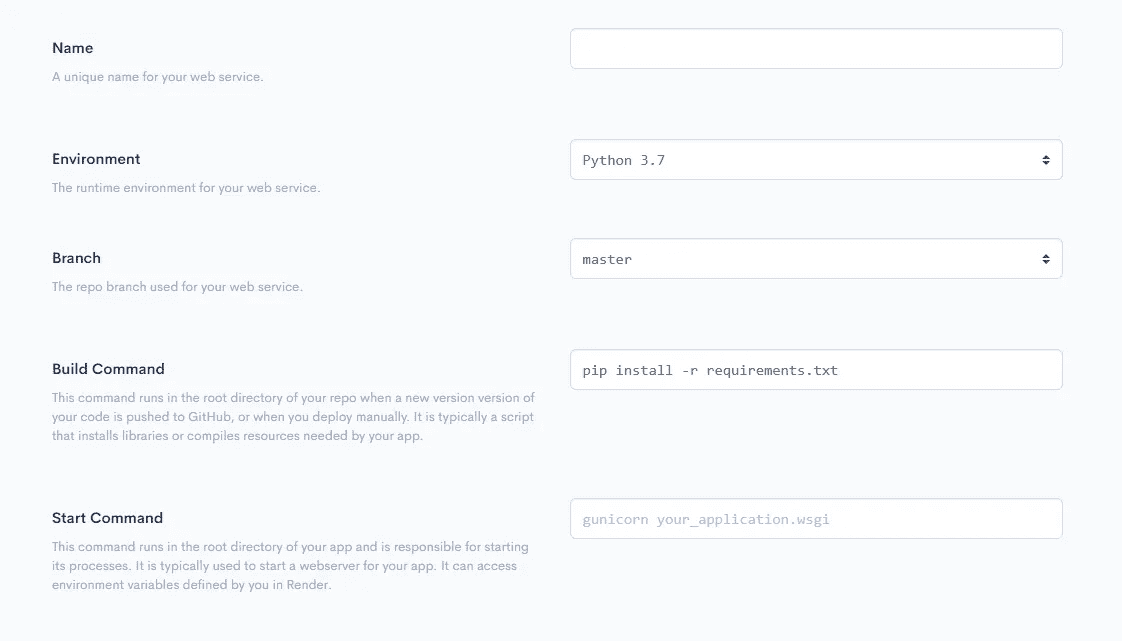 Name
A unique name for your web service.
Environment
Python 3.7
The runtime environment for your web service.
Branch
master
The repo branch used for your web service.
Build Command
pip install -r requirements.txt
This command runs in the root directory of your repo when a new version version of
your code is pushed to GitHub, or when you deploy manually. It is typically a script
that installs libraries or compiles resources needed by your app.
Start Command
gunicorn your_application.wsgi
This command runs in the root directory of your app and is responsible for starting
its processes. It is typically used to start a webserver for your app. It can access
environment variables defined by you in Render.